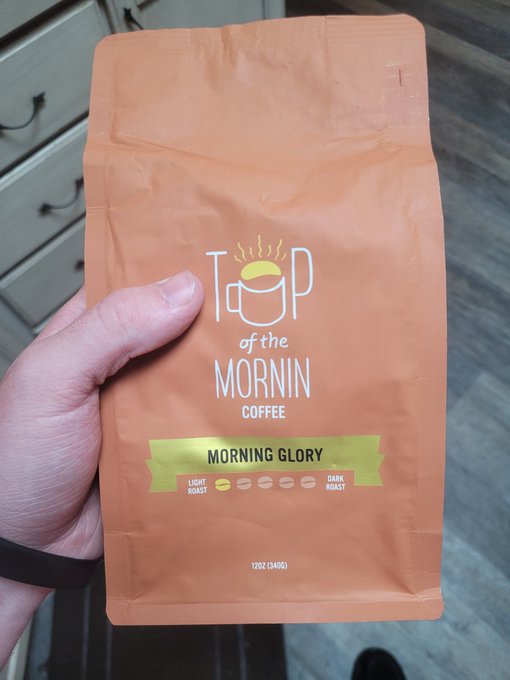 TOP
of the
MORNIN
COFFEE
MORNING GLORY
LIGHT ROAST
DARK ROAST
12OZ (340G)